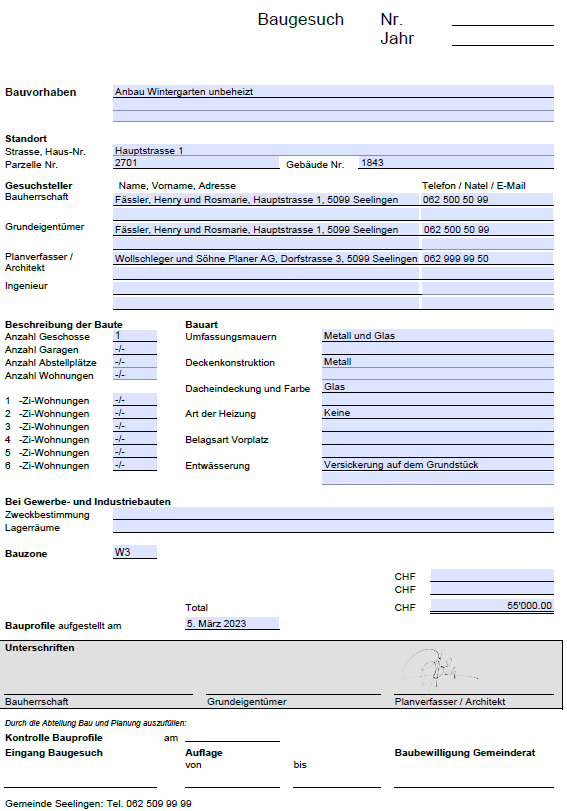 Baugesuch Nr.
Jahr
Bauvorhaben Anbau Wintergarten unbeheizt
Standort
Strasse, Haus-Nr. Hauptstrasse 1
Parzelle Nr. 2701 Gebäude Nr. 1843
Gesuchsteller Name, Vorname, Adresse Telefon / Natel / E-Mail
Bauherrschaft Fässler, Henry und Rosmarie, Hauptstrasse 1, 5099 Seelingen 062 500 50 99
Grundeigentümer Fässler, Henry und Rosmarie, Hauptstrasse 1, 5099 Seelingen 062 500 50 99
Planverfasser / Wollschleger und Söhne Planer AG, Dorfstrasse 3, 5099 Seelingen 062 999 99 50
Architekt
Ingenieur
Beschreibung der Baute Bauart
Anzahl Geschosse 1 Umfassungsmauern Metall und Glas
Anzahl Garagen -/-
Anzahl Abstellplätze -/- Deckenkonstruktion Metall
Anzahl Wohnungen -/-
Dacheindeckung und Farbe Glas
1 -Zi-Wohnungen -/-
2 -Zi-Wohnungen -/- Art der Heizung Keine
3 -Zi-Wohnungen -/-
4 -Zi-Wohnungen -/- Belagsart Vorplatz
5 -Zi-Wohnungen -/-
6 -Zi-Wohnungen -/- Entwässerung Versickerung auf dem Grundstück
Bei Gewerbe- und Industriebauten
Zweckbestimmung
Lagerräume
Bauzone W3
CHF
CHF
Total CHF 55'000.00
Bauprofile aufgestellt am 5. März 2023
Unterschriften
Bauherrschaft Grundeigentümer Planverfasser / Architekt
Durch die Abteilung Bau und Planung auszufüllen:
Kontrolle Bauprofile am
Eingang Baugesuch Auflage Baubewilligung Gemeinderat
von bis
Gemeinde Seelingen: Tel. 062 509 99 99